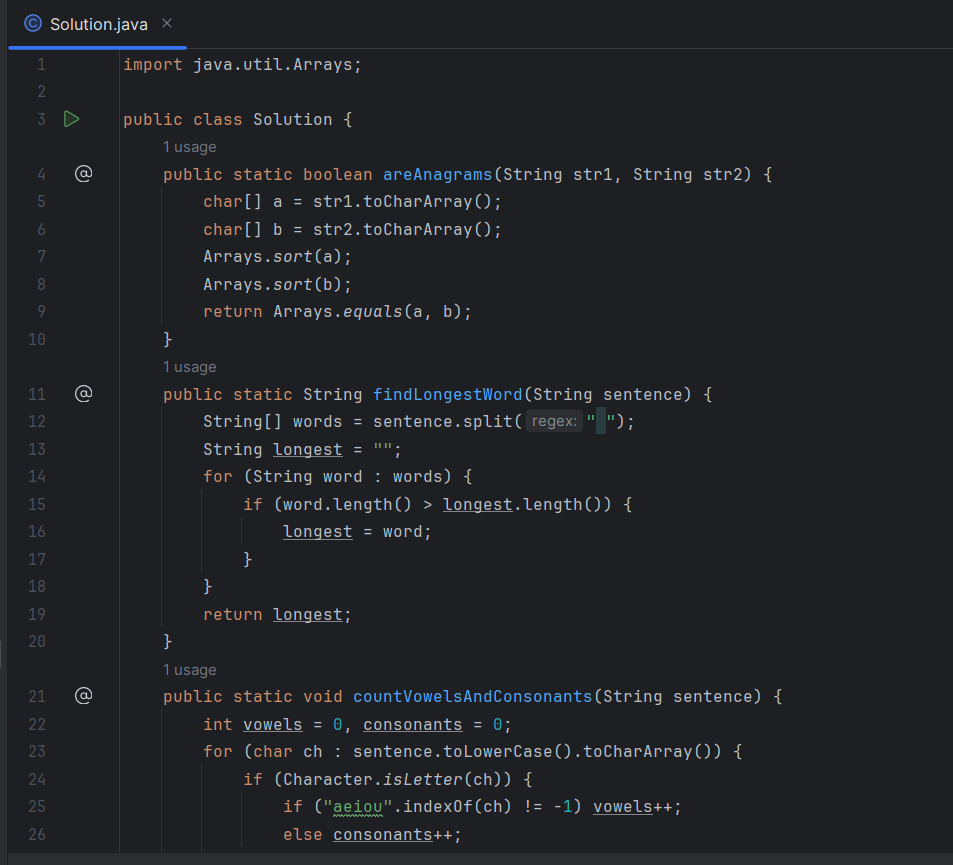 Solution.java
1 import java.util.Arrays;
2
3 public class Solution {
1 usage
4 @ public static boolean areAnagrams(String str1, String str2) {
5 char[] a = str1.toCharArray();
6 char[] b = str2.toCharArray();
7 Arrays.sort(a);
8 Arrays.sort(b);
9 return Arrays.equals(a, b);
10 }
1 usage
11 @ public static String findLongestWord(String sentence) {
12 String[] words = sentence.split( regex: " ");
13 String longest = "";
14 for (String word : words) {
15 if (word.length() > longest.length()) {
16 longest = word;
17 }
18 }
19 return longest;
20 }
1 usage
21 @ public static void countVowelsAndConsonants(String sentence) {
22 int vowels = 0, consonants = 0;
23 for (char ch : sentence.toLowerCase().toCharArray()) {
24 if (Character.isLetter(ch)) {
25 if ("aeiou".indexOf(ch) != -1) vowels++;
26 else consonants++;